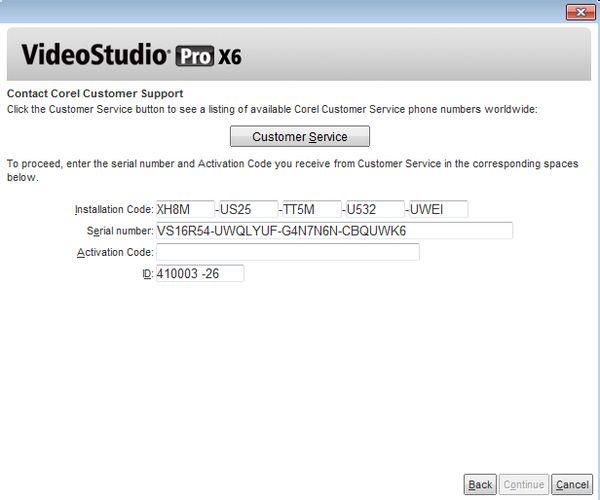 VideoStudio® Pro X6
Contact Corel Customer Support
Click the Customer Service button to see a listing of available Corel Customer Service phone numbers worldwide:
Customer Service
To proceed, enter the serial number and Activation Code you receive from Customer Service in the corresponding spaces
below.
Installation Code: XH8M -US25 -TT5M -U532 -UWEI
Serial number: VS16R54-UWQLYUF-G4N7N6N-CBQUWK6
Activation Code:
ID: 410003 -26
Back Continue Cancel